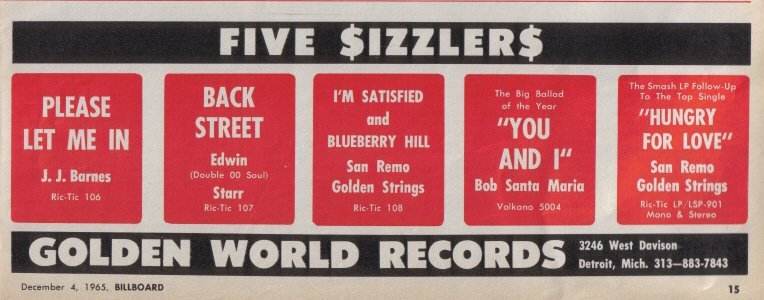 FIVE $IZZLER$
PLEASE
LET ME IN
J. J. Barnes
Ric-Tic 106
BACK
STREET
Edwin
(Double OO Soul)
Starr
Ric-Tic 107
I'M SATISFIED
and
BLUEBERRY HILL
San Remo
Golden Strings
Ric-Tic 108
The Big Ballad
of the Year
"YOU
AND I"
Bob Santa Maria
Volkano 5004
The Smash LP Follow-Up
To The Top Single
"HUNGRY
FOR LOVE"
San Remo
Golden Strings
Ric-Tic LP/LSP-901
Mono & Stereo
GOLDEN WORLD RECORDS
3246 West Davison
Detroit, Mich. 313—883-7843
December 4, 1965, BILLBOARD
15